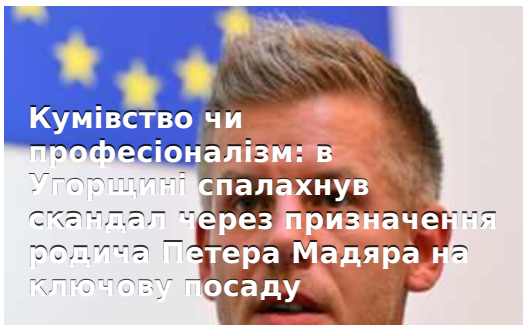 Кумівство чи
професіоналізм: в
Угорщині спалахнув
скандал через призначення
родича Петера Мадяра на
ключову посаду